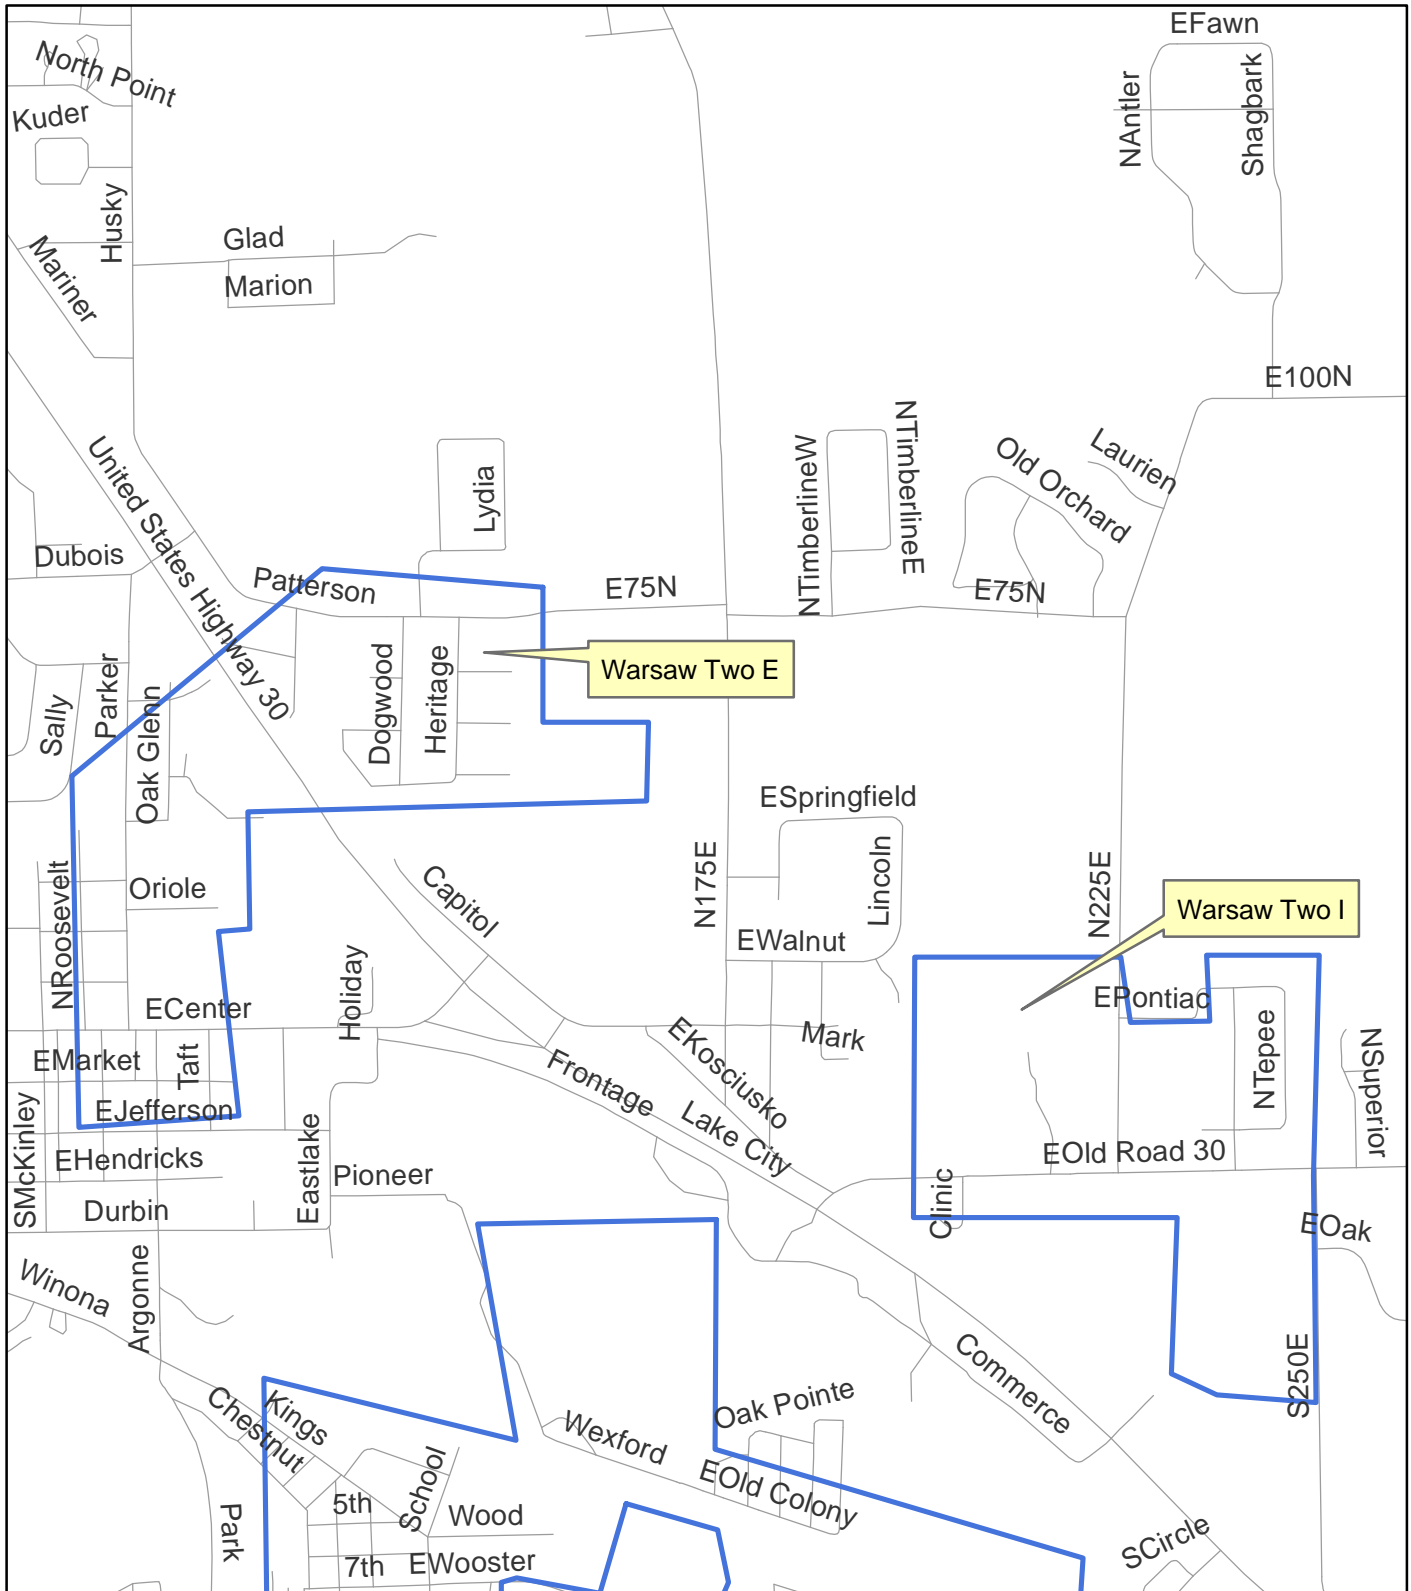 EFawn
North Point
Kuder
NAntler
Shagbark
Husky
Glad
Mariner
Marion
E100N
United States Highway 30
Lydia
NTimberlineW
NTimberlineE
Old Orchard
Laurien
Dubois
Patterson
E75N
E75N
Warsaw Two E
Sally
Parker
Oak Glenn
Dogwood
Heritage
ESpringfield
NRoosevelt
Oriole
Capitol
N175E
Lincoln
N225E
Warsaw Two I
EWalnut
Holiday
ECenter
EPontiac
EMarket
Taft
EKosciusko
Mark
NTepee
NSuperior
Frontage
EJefferson
Lake City
SMcKinley
EHendricks
Eastlake
Pioneer
EOld Road 30
Durbin
Clinic
EOak
Winona
Argonne
Commerce
S250E
Kings
Chestnut
Oak Pointe
Wexford
School
EOld Colony
5th
Wood
Park
7th
EWooster
SCircle